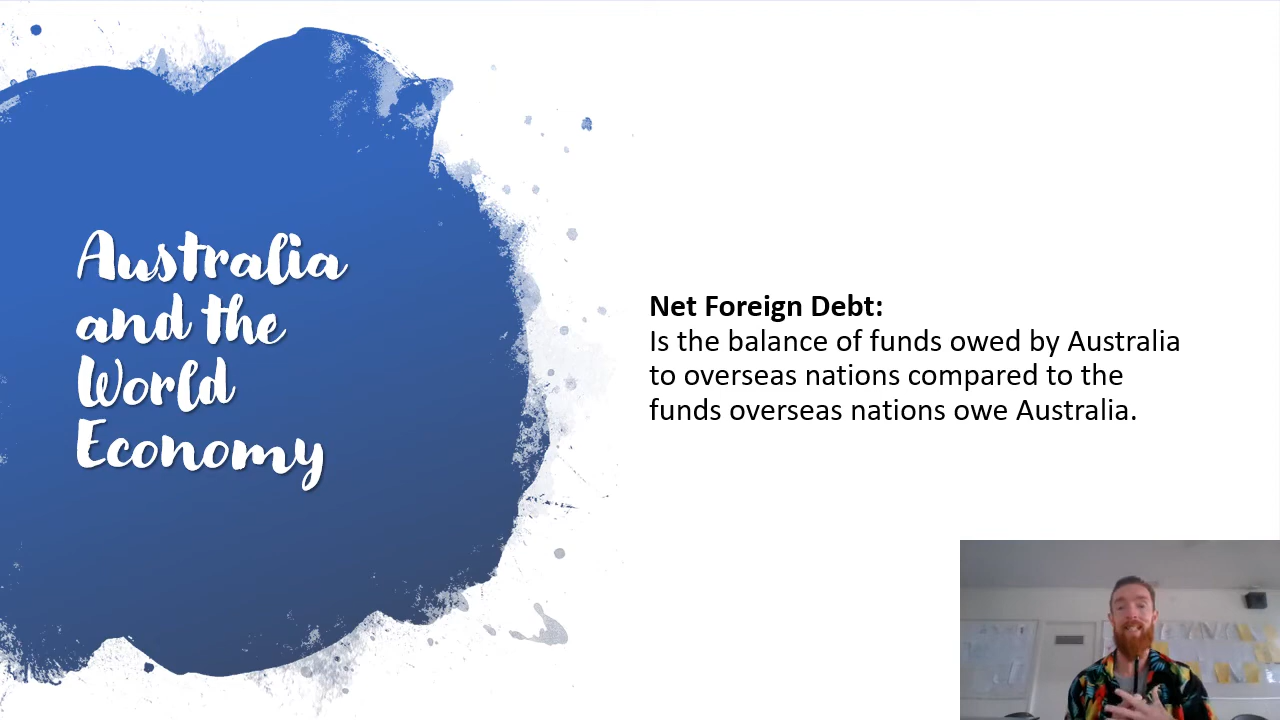 Australia
and the
World
Economy
Net Foreign Debt:
Is the balance of funds owed by Australia
to overseas nations compared to the
funds overseas nations owe Australia.